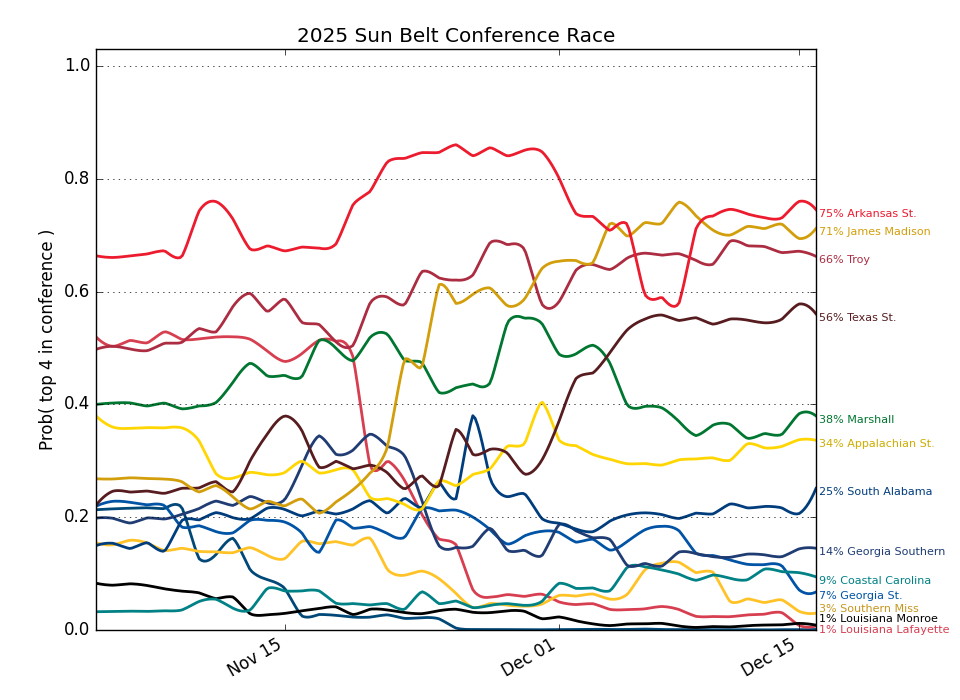 2025 Sun Belt Conference Race
Prob( top 4 in conference )
1.0
0.8
0.6
0.4
0.2
0.0
Nov 15
Dec 01
Dec 15
75% Arkansas St.
71% James Madison
66% Troy
56% Texas St.
38% Marshall
34% Appalachian St.
25% South Alabama
14% Georgia Southern
9% Coastal Carolina
7% Georgia St.
3% Southern Miss
1% Louisiana Monroe
1% Louisiana Lafayette